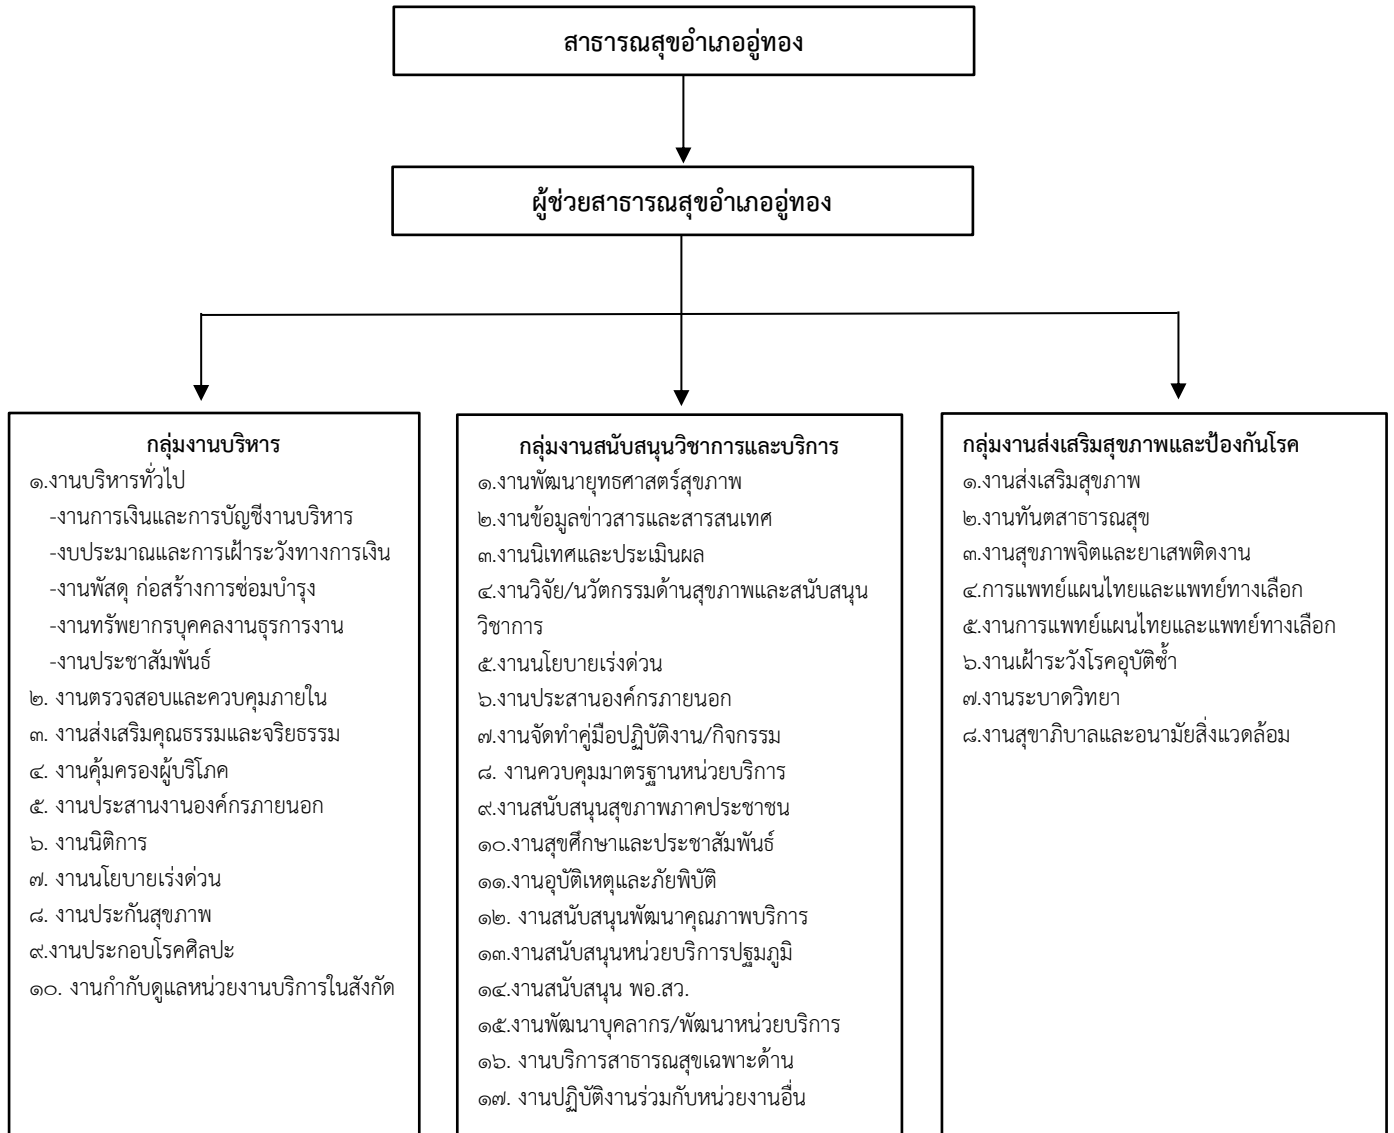 สาธารณสุขอำเภออู่ทอง
ผู้ช่วยสาธารณสุขอำเภออู่ทอง
กลุ่มงานบริหาร
๑.งานบริหารทั่วไป
-งานการเงินและการบัญชีงานบริหาร
-งบประมาณและการเฝ้าระวังทางการเงิน
-งานพัสดุ ก่อสร้างการซ่อมบำรุง
-งานทรัพยากรบุคคลงานธุรการงาน
-งานประชาสัมพันธ์
๒. งานตรวจสอบและควบคุมภายใน
๓. งานส่งเสริมคุณธรรมและจริยธรรม
๔. งานคุ้มครองผู้บริโภค
๕. งานประสานงานองค์กรภายนอก
๖. งานนิติการ
๗. งานนโยบายเร่งด่วน
๘. งานประกันสุขภาพ
๙.งานประกอบโรคศิลปะ
๑๐. งานกำกับดูแลหน่วยงานบริการในสังกัด
กลุ่มงานสนับสนุนวิชาการและบริการ
๑.งานพัฒนายุทธศาสตร์สุขภาพ
๒.งานข้อมูลข่าวสารและสารสนเทศ
๓.งานนิเทศและประเมินผล
๔.งานวิจัย/นวัตกรรมด้านสุขภาพและสนับสนุน
วิชาการ
๕.งานนโยบายเร่งด่วน
๖.งานประสานองค์กรภายนอก
๗.งานจัดทำคู่มือปฏิบัติงาน/กิจกรรม
๘. งานควบคุมมาตรฐานหน่วยบริการ
๙.งานสนับสนุนสุขภาพภาคประชาชน
๑๐.งานสุขศึกษาและประชาสัมพันธ์
๑๑.งานอุบัติเหตุและภัยพิบัติ
๑๒. งานสนับสนุนพัฒนาคุณภาพบริการ
๑๓.งานสนับสนุนหน่วยบริการปฐมภูมิ
๑๔.งานสนับสนุน พอ.สว.
๑๕.งานพัฒนาบุคลากร/พัฒนาหน่วยบริการ
๑๖. งานบริการสาธารณสุขเฉพาะด้าน
๑๗. งานปฏิบัติงานร่วมกับหน่วยงานอื่น
กลุ่มงานส่งเสริมสุขภาพและป้องกันโรค
๑.งานส่งเสริมสุขภาพ
๒.งานทันตสาธารณสุข
๓.งานสุขภาพจิตและยาเสพติดงาน
๔.การแพทย์แผนไทยและแพทย์ทางเลือก
๕.งานการแพทย์แผนไทยและแพทย์ทางเลือก
๖.งานเฝ้าระวังโรคอุบัติซ้ำ
๗.งานระบาดวิทยา
๘.งานสุขาภิบาลและอนามัยสิ่งแวดล้อม